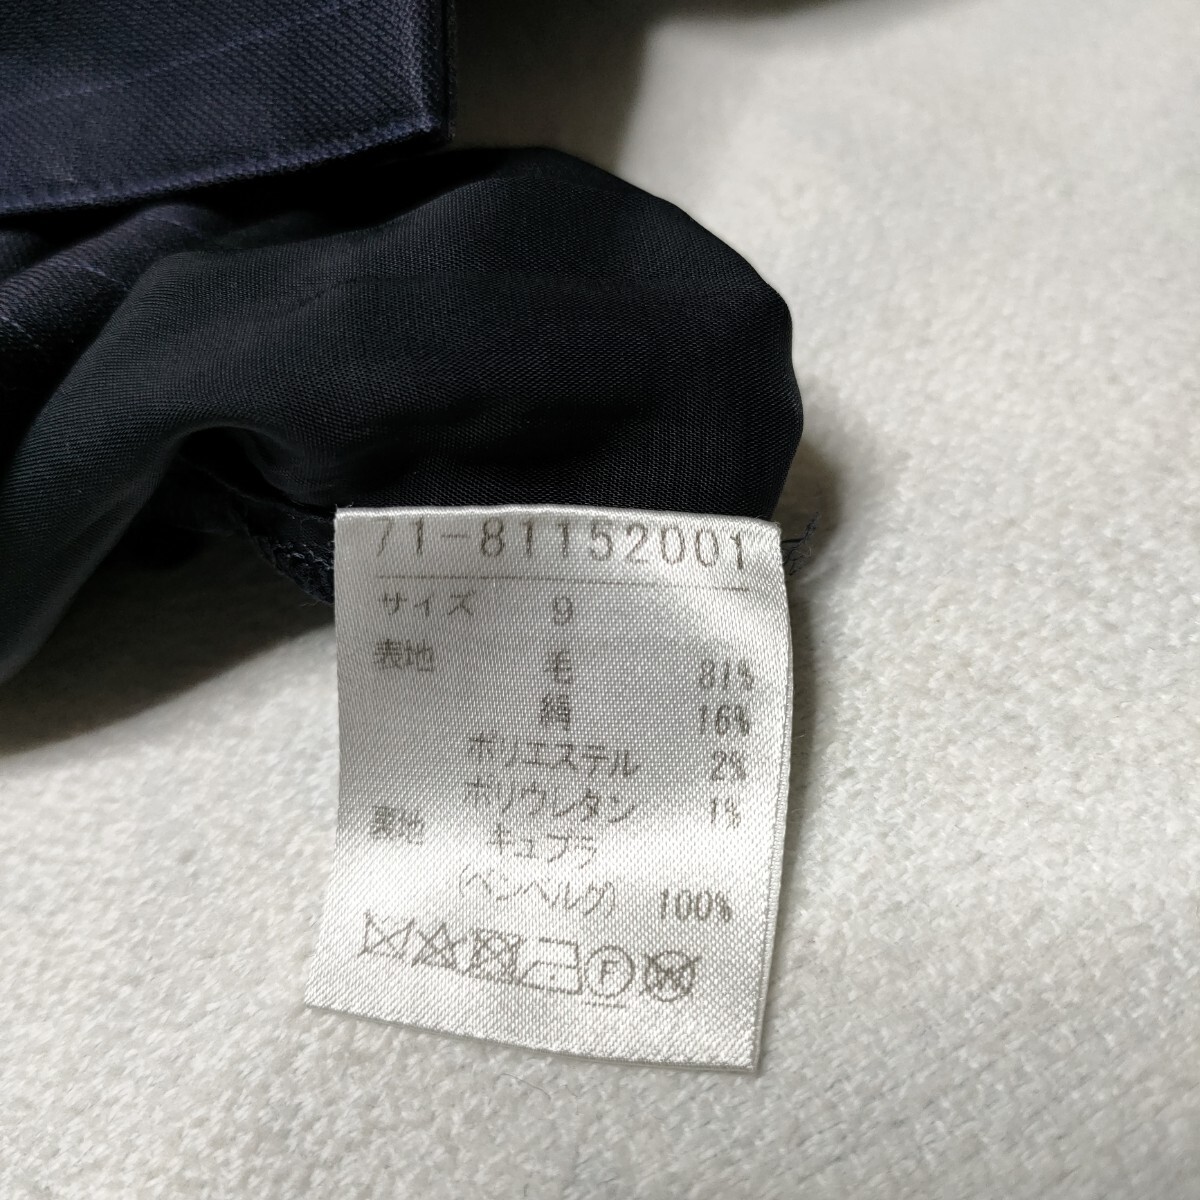 71-81152001
サイズ 9
表地 毛 81%
絹 16%
ポリエステル 2%
ポリウレタン 1%
裏地 キュプラ
(ベンベルグ) 100%
F